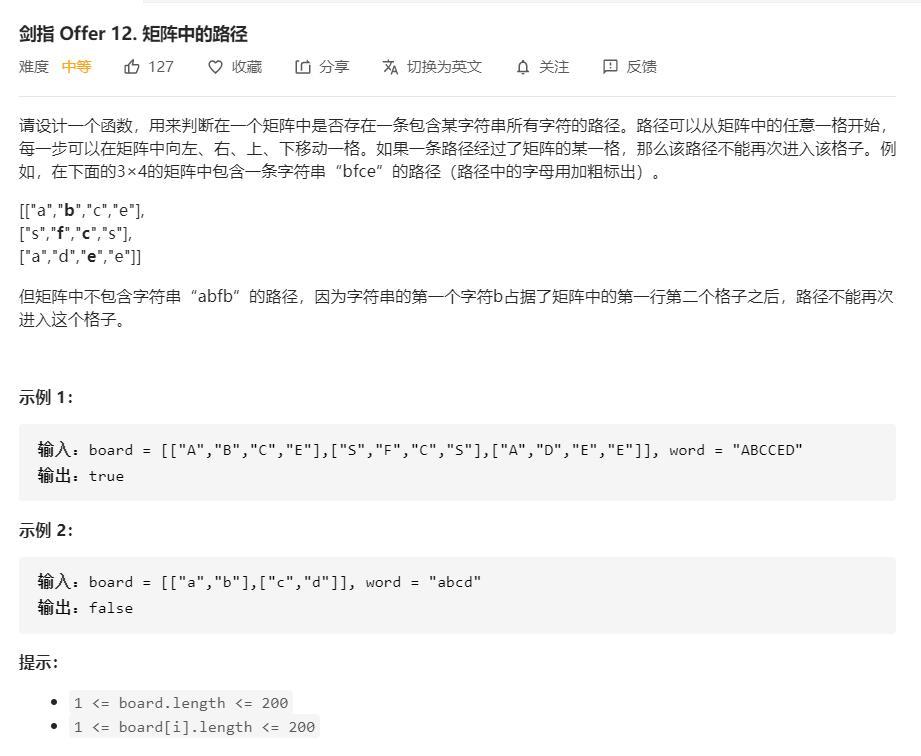 剑指 Offer 12. 矩阵中的路径
难度 中等 127 收藏 分享 切换为英文 关注 反馈
请设计一个函数，用来判断在一个矩阵中是否存在一条包含某字符串所有字符的路径。路径可以从矩阵中的任意一格开始，
每一步可以在矩阵中向左、右、上、下移动一格。如果一条路径经过了矩阵的某一格，那么该路径不能再次进入该格子。例
如，在下面的3×4的矩阵中包含一条字符串“bfce”的路径（路径中的字母用加粗标出）。
[["a","b","c","e"],
["s","f","c","s"],
["a","d","e","e"]]
但矩阵中不包含字符串“abfb”的路径，因为字符串的第一个字符b占据了矩阵中的第一行第二个格子之后，路径不能再次
进入这个格子。
示例 1：
输入：board = [["A","B","C","E"],["S","F","C","S"],["A","D","E","E"]], word = "ABCCED"
输出：true
示例 2：
输入：board = [["a","b"],["c","d"]], word = "abcd"
输出：false
提示：
1 <= board.length <= 200
1 <= board[i].length <= 200